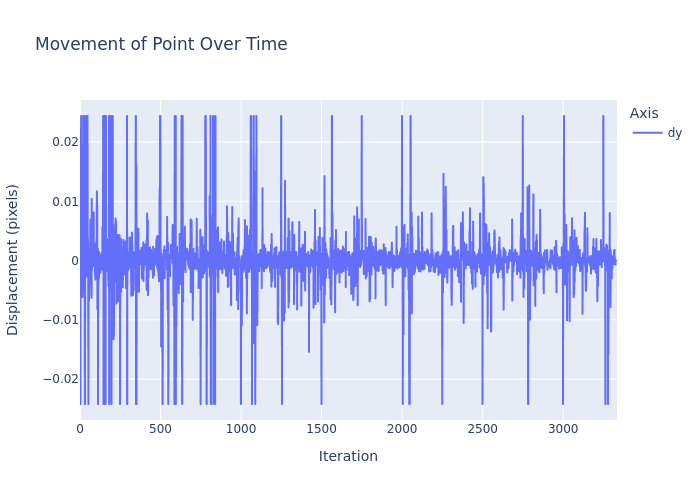 Movement of Point Over Time
Axis
dy
0.02
0.01
0
−0.01
−0.02
Displacement (pixels)
0 500 1000 1500 2000 2500 3000
Iteration